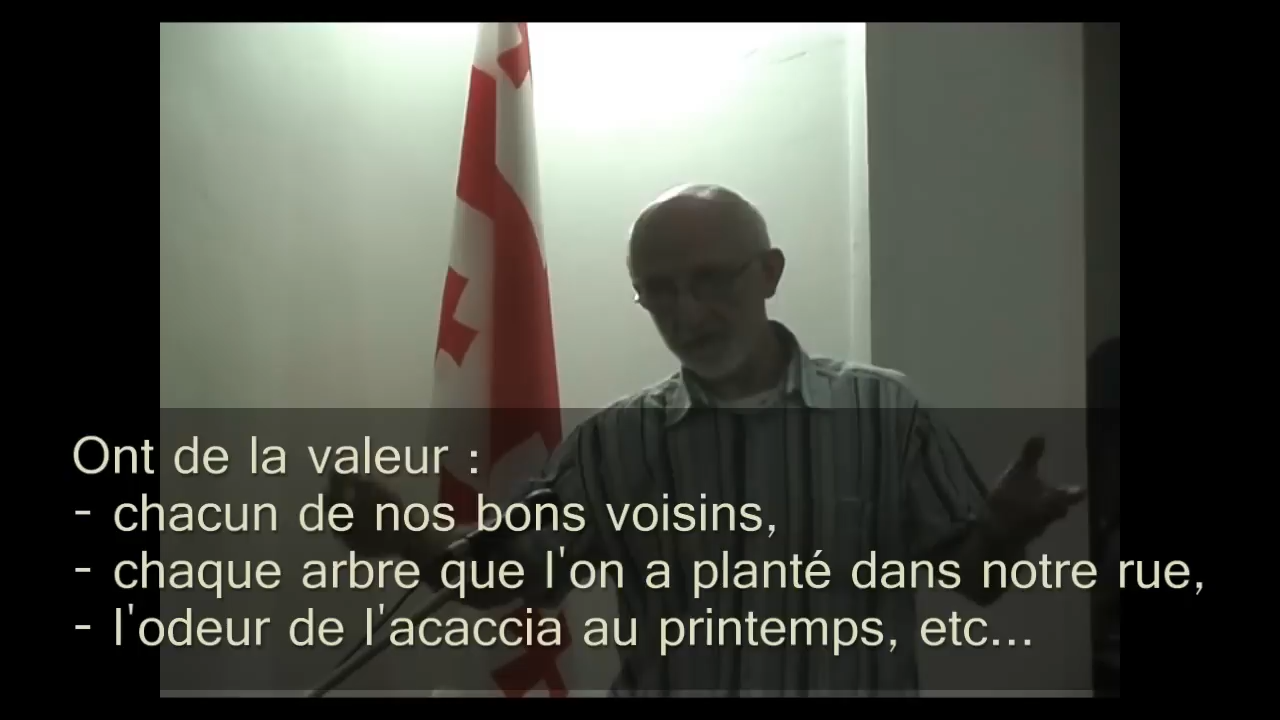 Ont de la valeur :
- chacun de nos bons voisins,
- chaque arbre que l'on a planté dans notre rue,
- l'odeur de l'acaccia au printemps, etc...